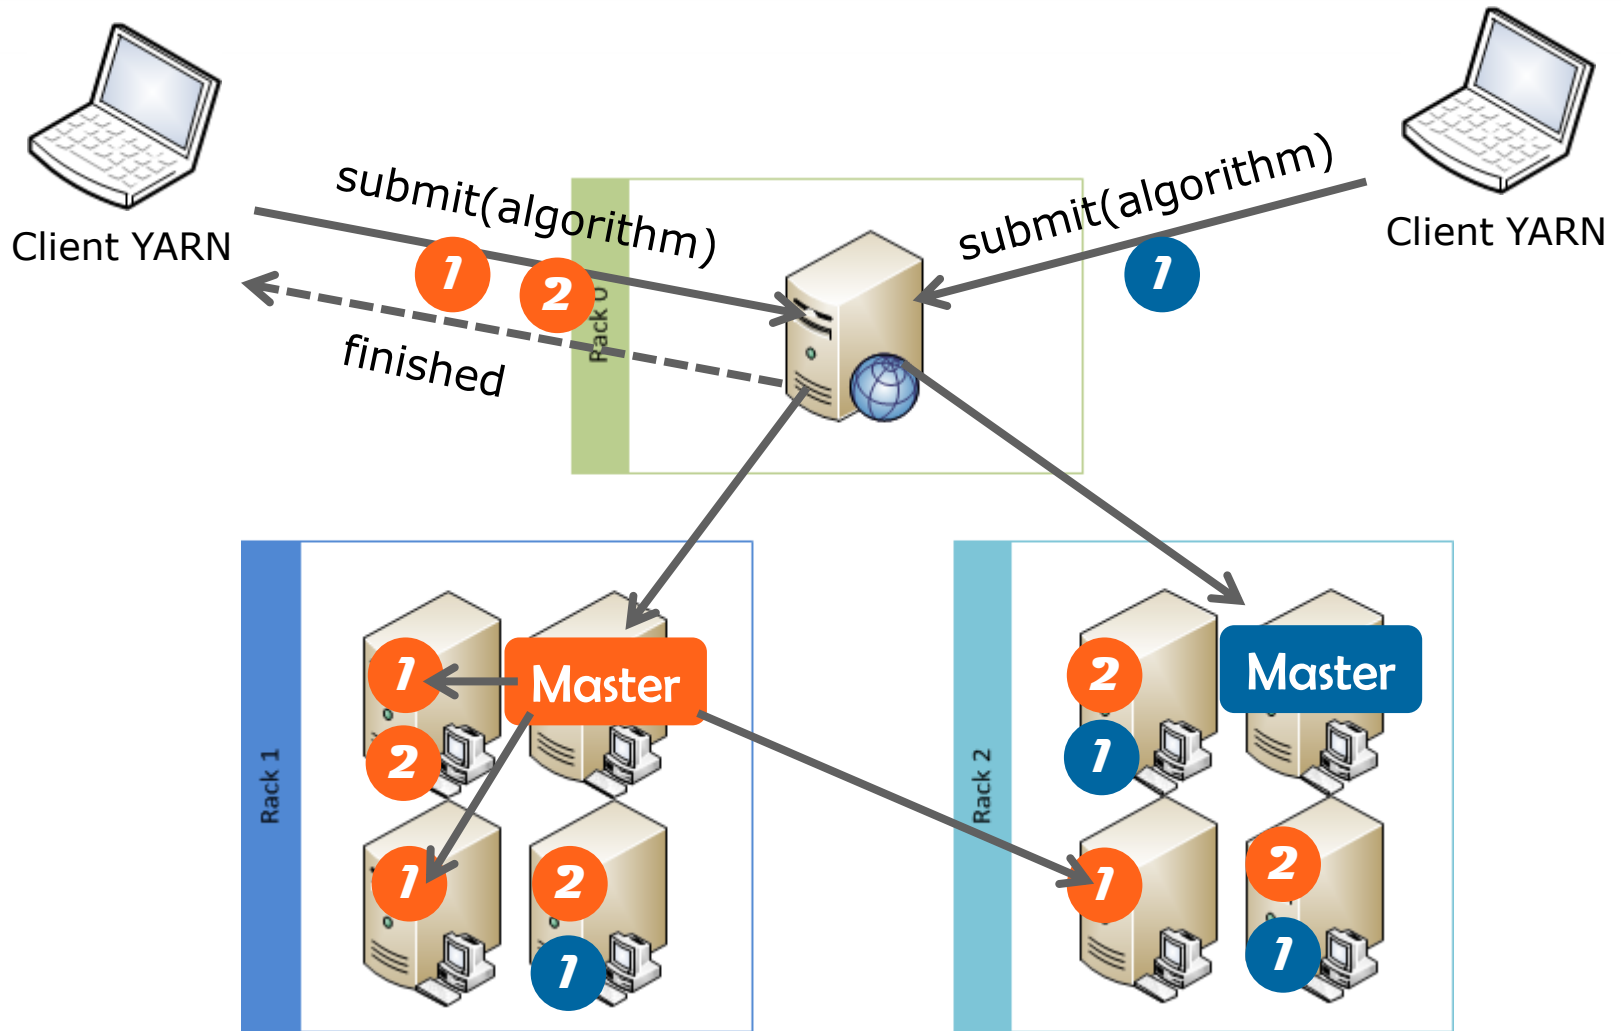 submit(algorithm)
submit(algorithm)
Client YARN
Client YARN
1
2
1
Rack 0
finished
1
Master
2
Master
2
1
Rack 1
Rack 2
1
2
1
2
1
1